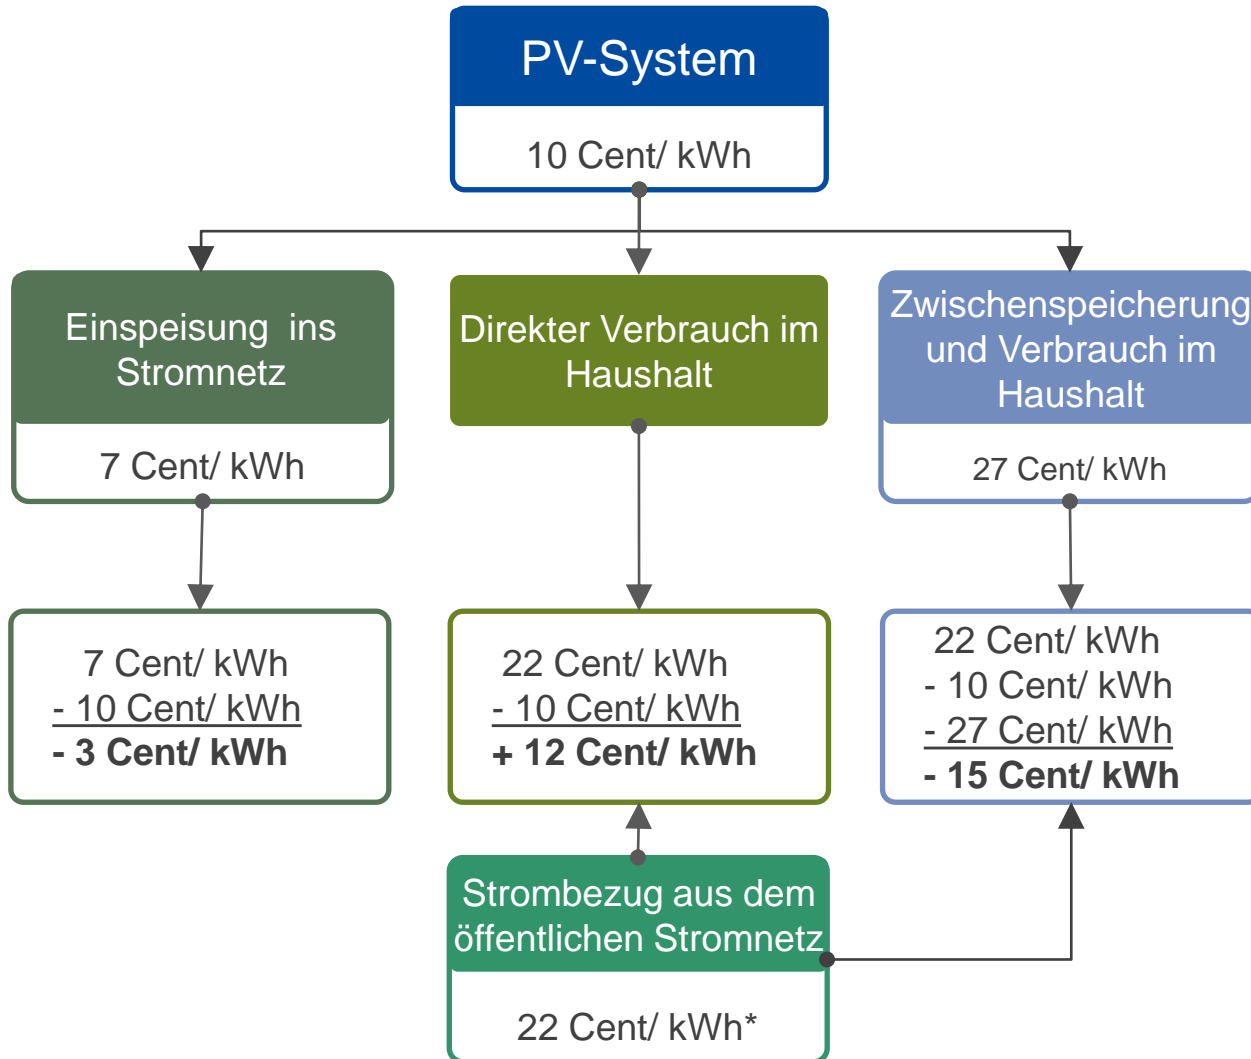 PV-System
10 Cent/ kWh
Einspeisung ins
Stromnetz
7 Cent/ kWh
Direkter Verbrauch im
Haushalt
Zwischenspeicherung
und Verbrauch im
Haushalt
27 Cent/ kWh
7 Cent/ kWh
- 10 Cent/ kWh
- 3 Cent/ kWh
22 Cent/ kWh
- 10 Cent/ kWh
+ 12 Cent/ kWh
22 Cent/ kWh
- 10 Cent/ kWh
- 27 Cent/ kWh
- 15 Cent/ kWh
Strombezug aus dem
öffentlichen Stromnetz
22 Cent/ kWh*